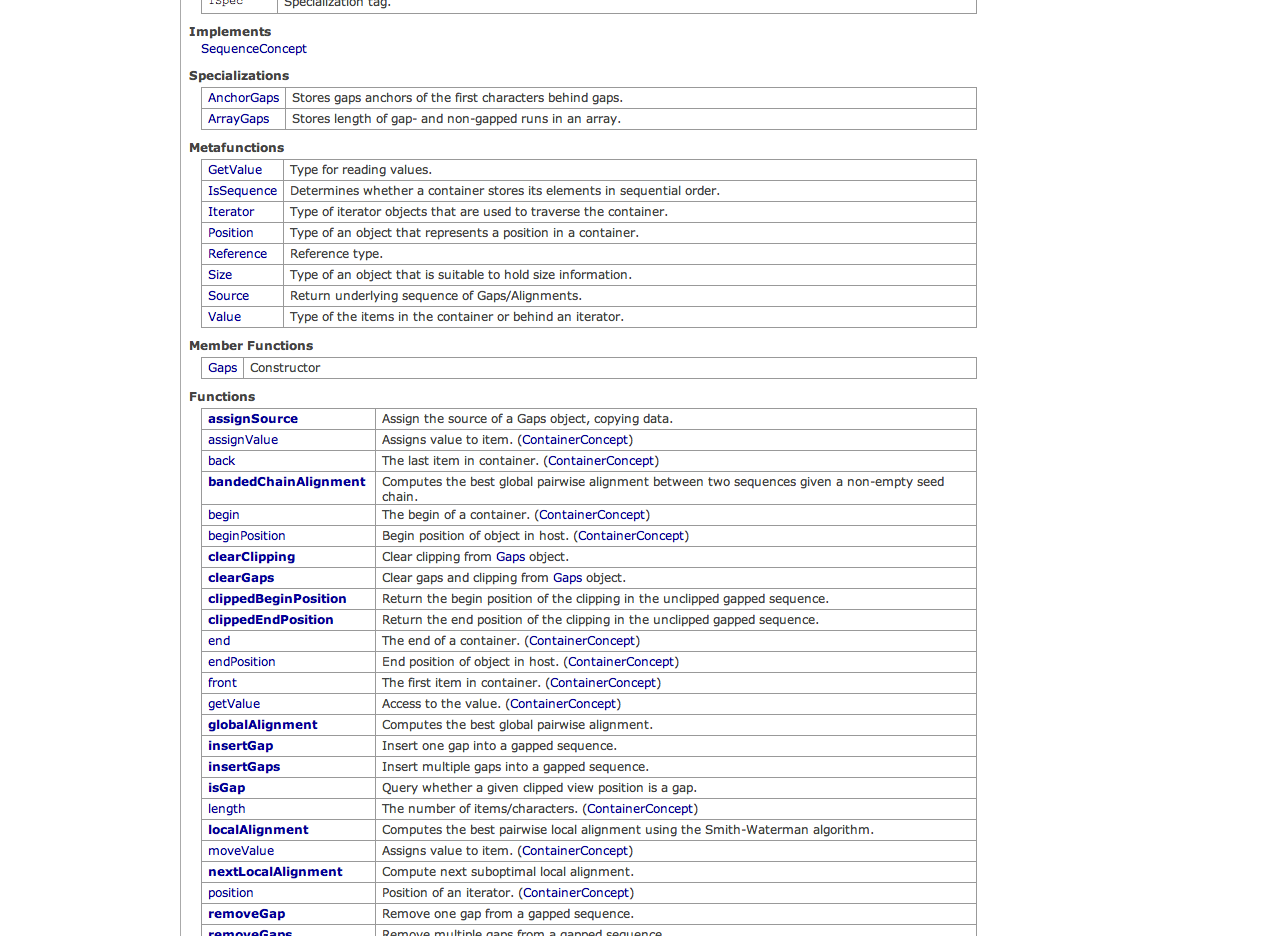 TSpec Specialization tag.
Implements
SequenceConcept
Specializations
AnchorGaps Stores gaps anchors of the first characters behind gaps.
ArrayGaps Stores length of gap- and non-gapped runs in an array.
Metafunctions
GetValue Type for reading values.
IsSequence Determines whether a container stores its elements in sequential order.
Iterator Type of iterator objects that are used to traverse the container.
Position Type of an object that represents a position in a container.
Reference Reference type.
Size Type of an object that is suitable to hold size information.
Source Return underlying sequence of Gaps/Alignments.
Value Type of the items in the container or behind an iterator.
Member Functions
Gaps Constructor
Functions
assignSource Assign the source of a Gaps object, copying data.
assignValue Assigns value to item. (ContainerConcept)
back The last item in container. (ContainerConcept)
bandedChainAlignment Computes the best global pairwise alignment between two sequences given a non-empty seed
chain.
begin The begin of a container. (ContainerConcept)
beginPosition Begin position of object in host. (ContainerConcept)
clearClipping Clear clipping from Gaps object.
clearGaps Clear gaps and clipping from Gaps object.
clippedBeginPosition Return the begin position of the clipping in the unclipped gapped sequence.
clippedEndPosition Return the end position of the clipping in the unclipped gapped sequence.
end The end of a container. (ContainerConcept)
endPosition End position of object in host. (ContainerConcept)
front The first item in container. (ContainerConcept)
getValue Access to the value. (ContainerConcept)
globalAlignment Computes the best global pairwise alignment.
insertGap Insert one gap into a gapped sequence.
insertGaps Insert multiple gaps into a gapped sequence.
isGap Query whether a given clipped view position is a gap.
length The number of items/characters. (ContainerConcept)
localAlignment Computes the best pairwise local alignment using the Smith-Waterman algorithm.
moveValue Assigns value to item. (ContainerConcept)
nextLocalAlignment Compute next suboptimal local alignment.
position Position of an iterator. (ContainerConcept)
removeGap Remove one gap from a gapped sequence.
removeGaps Remove multiple gaps from a gapped sequence.